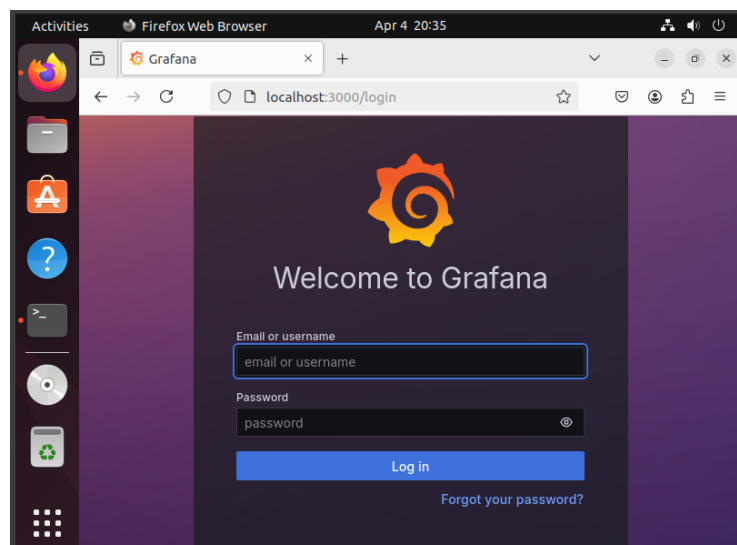 Activities Firefox Web Browser Apr 4 20:35
Grafana
localhost:3000/login
Welcome to Grafana
Email or username
email or username
Password
password
Log in
Forgot your password?